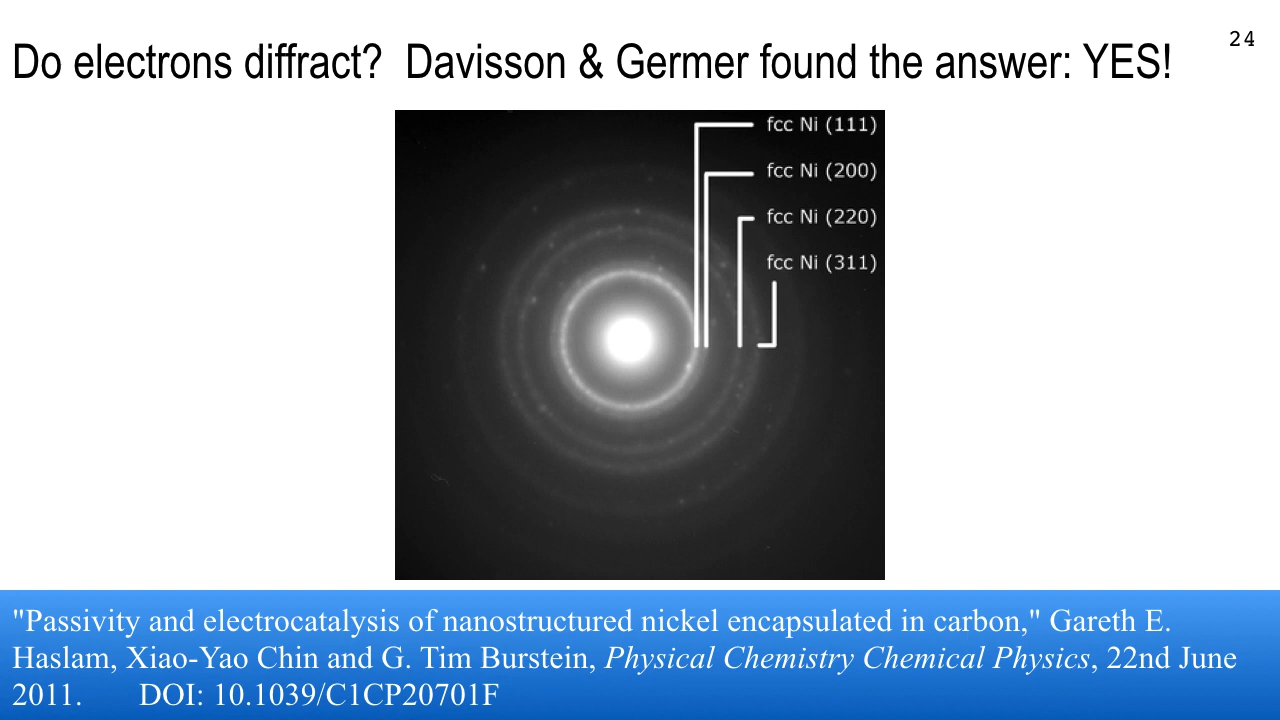 24
Do electrons diffract?  Davisson & Germer found the answer: YES!
fcc Ni (111)
fcc Ni (200)
fcc Ni (220)
fcc Ni (311)
"Passivity and electrocatalysis of nanostructured nickel encapsulated in carbon," Gareth E.
Haslam, Xiao-Yao Chin and G. Tim Burstein, Physical Chemistry Chemical Physics, 22nd June
2011.       DOI: 10.1039/C1CP20701F